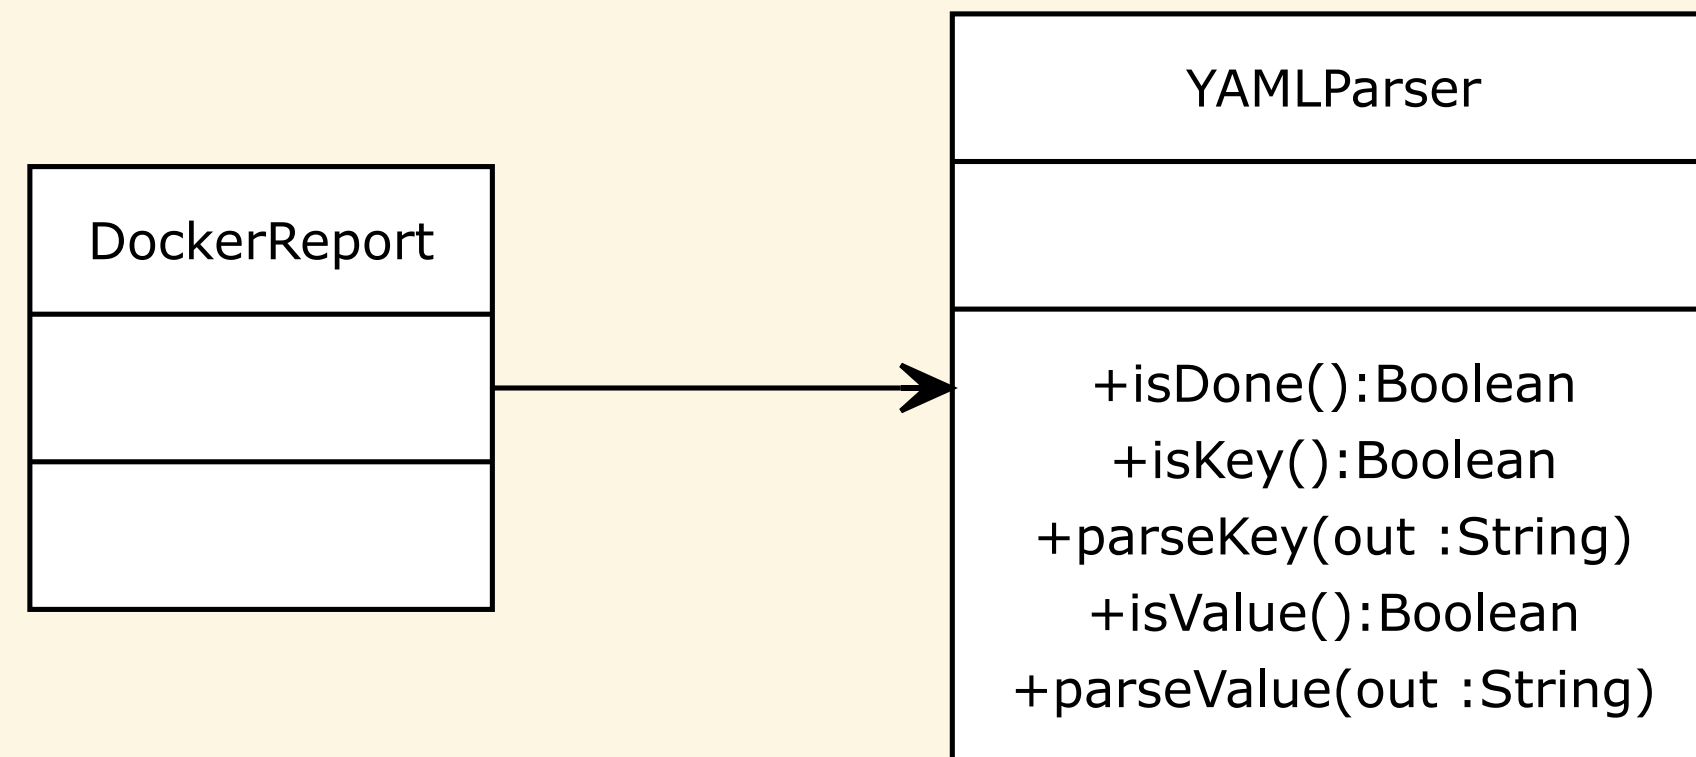 DockerReport
YAMLParser
+isDone():Boolean
+isKey():Boolean
+parseKey(out :String)
+isValue():Boolean
+parseValue(out :String)